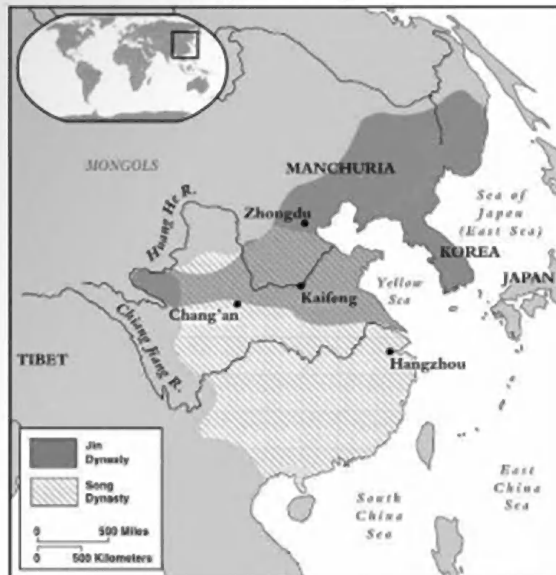 MONGOLS
MANCHURIA
Huang He R.
Zhongdu
Sea of
Japan
(East Sea)
KOREA
JAPAN
Yellow
Sea
Kaifong
Chang'an
Chiang Jiang R.
TIBET
Hangzhou
Jin
Dynasty
Song
Dynasty
0 500 Miles
0 500 Kilometers
South
China
Sea
East
China
Sea